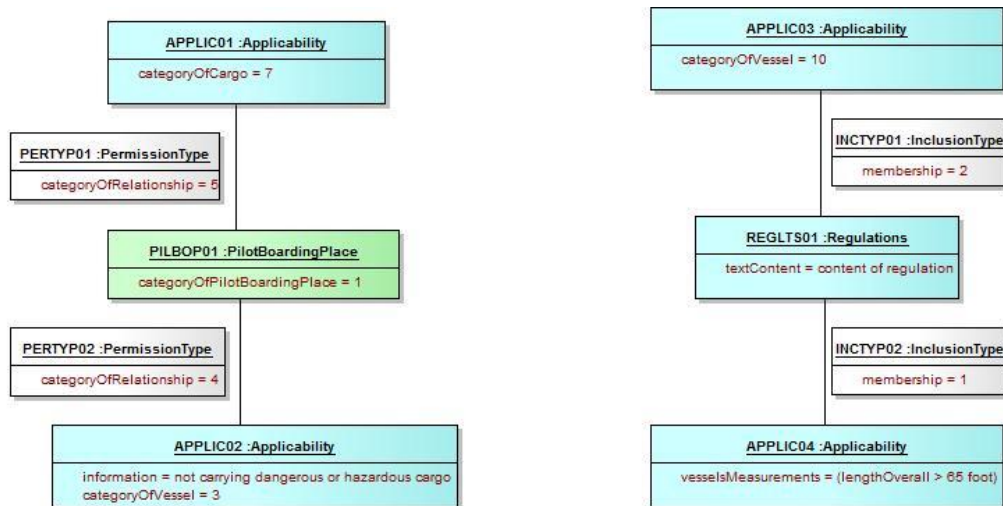 APPLIC01 :Applicability
categoryOfCargo = 7
PERTYP01 :PermissionType
categoryOfRelationship = 5
PILBOP01 :PilotBoardingPlace
categoryOfPilotBoardingPlace = 1
PERTYP02 :PermissionType
categoryOfRelationship = 4
APPLIC02 :Applicability
information = not carrying dangerous or hazardous cargo
categoryOfVessel = 3
APPLIC03 :Applicability
categoryOfVessel = 10
INCTYP01 :InclusionType
membership = 2
REGLTS01 :Regulations
textContent = content of regulation
INCTYP02 :InclusionType
membership = 1
APPLIC04 :Applicability
vesselsMeasurements = (lengthOverall > 65 foot)